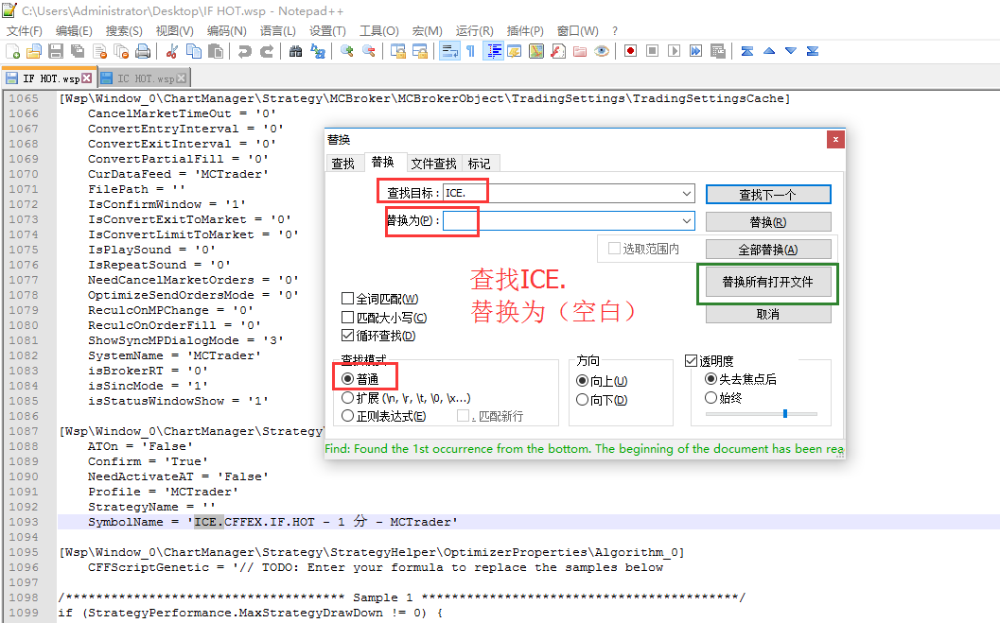 C:\Users\Administrator\Desktop\IF HOT.wsp - Notepad++
文件(F) 编辑(E) 搜索(S) 视图(V) 编码(N) 语言(L) 设置(T) 工具(O) 宏(M) 运行(R) 插件(P) 窗口(W) ?
IF HOT.wsp IC HOT.wsp
1065 [Wsp\Window_0\ChartManager\Strategy\MCBroker\MCBrokerObject\TradingSettings\TradingSettingsCache]
1066 CancelMarketTimeOut = '0'
1067 ConvertEntryInterval = '0'
1068 ConvertExitInterval = '0'
1069 ConvertPartialFill = '0'
1070 CurDataFeed = 'MCTrader'
1071 FilePath = ''
1072 IsConfirmWindow = '1'
1073 IsConvertExitToMarket = '0'
1074 IsConvertLimitToMarket = '0'
1075 IsPlaySound = '0'
1076 IsRepeatSound = '0'
1077 NeedCancelMarketOrders = '0'
1078 OptimizeSendOrdersMode = '0'
1079 ReculcOnMPChange = '0'
1080 ReculcOnOrderFill = '0'
1081 ShowSyncMPDialogMode = '3'
1082 SystemName = 'MCTrader'
1083 isBrokerRT = '0'
1084 isSincMode = '1'
1085 isStatusWindowShow = '1'
1086
1087 [Wsp\Window_0\ChartManager\Strategy\
1088 ATOn = 'False'
1089 Confirm = 'True'
1090 NeedActivateAT = 'False'
1091 Profile = 'MCTrader'
1092 StrategyName = ''
1093 SymbolName = 'ICE.CFFEX.IF.HOT - 1 分 - MCTrader'
1094
1095 [Wsp\Window_0\ChartManager\Strategy\StrategyHelper\OptimizerProperties\Algorithm_0]
1096 CFFScriptGenetic = '// TODO: Enter your formula to replace the samples below
1097
1098 /************************************* Sample 1 ******************************************/
1099 if (StrategyPerformance.MaxStrategyDrawDown != 0) {
替换
x
查找 替换 文件查找 标记
查找目标 : ICE.
查找下一个
替换为(P) :
替换(R)
选取范围内
全部替换(A)
替换所有打开文件
取消
查找ICE.
替换为（空白）
全词匹配(W)
匹配大小写(C)
循环查找(D)
查找模式
普通
扩展 (\n, \r, \t, \0, \x...)
正则表达式(E) . 匹配新行
方向
向上(U)
向下(D)
透明度
失去焦点后
始终
Find: Found the 1st occurrence from the bottom. The beginning of the document has been rea